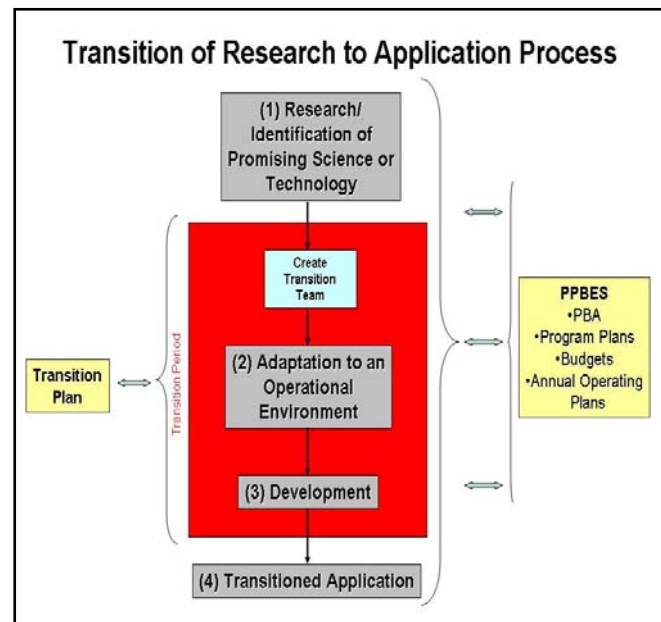 Transition of Research to Application Process
(1) Research/
Identification of
Promising Science or
Technology
Create
Transition
Team
(2) Adaptation to an
Operational
Environment
(3) Development
(4) Transitioned Application
Transition Period
Transition
Plan
PPBES
•PBA
•Program Plans
•Budgets
•Annual Operating
Plans